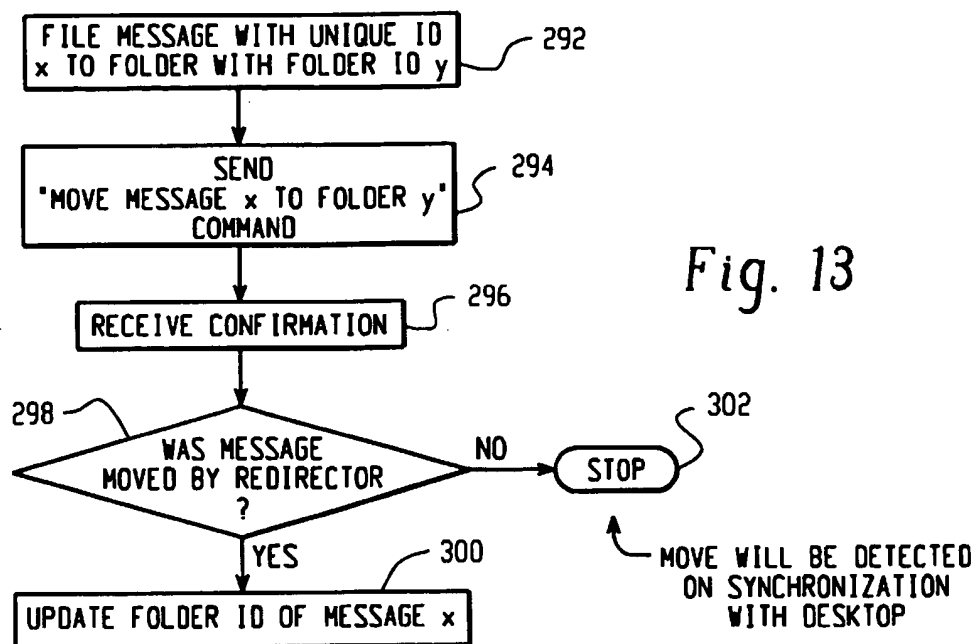 FILE MESSAGE WITH UNIQUE ID
x TO FOLDER WITH FOLDER ID y
292
SEND
"MOVE MESSAGE x TO FOLDER y"
COMMAND
294
Fig. 13
RECEIVE CONFIRMATION
296
298
WAS MESSAGE
MOVED BY REDIRECTOR
?
NO
STOP
302
YES
MOVE WILL BE DETECTED
ON SYNCHRONIZATION
WITH DESKTOP
300
UPDATE FOLDER ID OF MESSAGE x